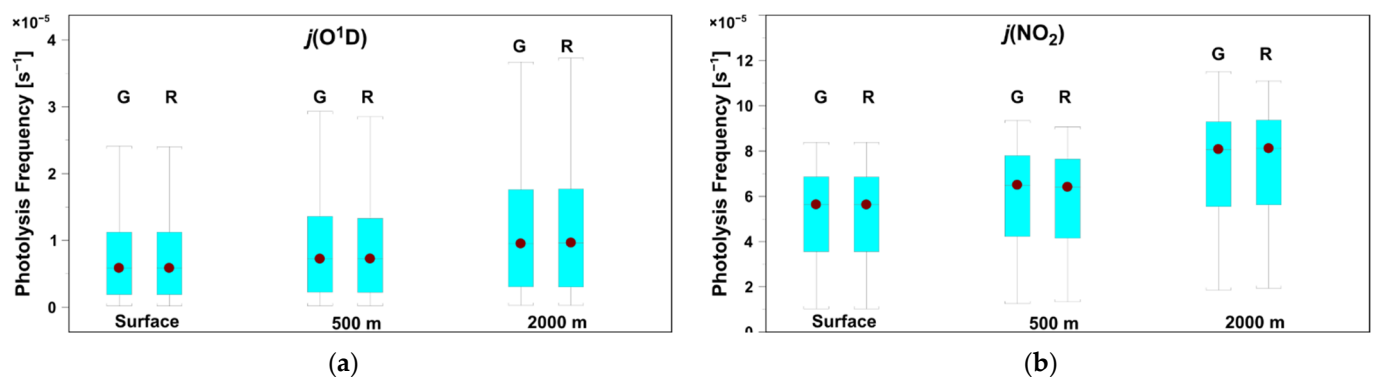 ×10⁻⁵
j(O¹D)
Photolysis Frequency [s⁻¹]
4
3
2
1
0
G R
G R
G R
Surface 500 m 2000 m
(a)
×10⁻⁵
j(NO₂)
Photolysis Frequency [s⁻¹]
12
10
8
6
4
2
0
G R
G R
G R
Surface 500 m 2000 m
(b)